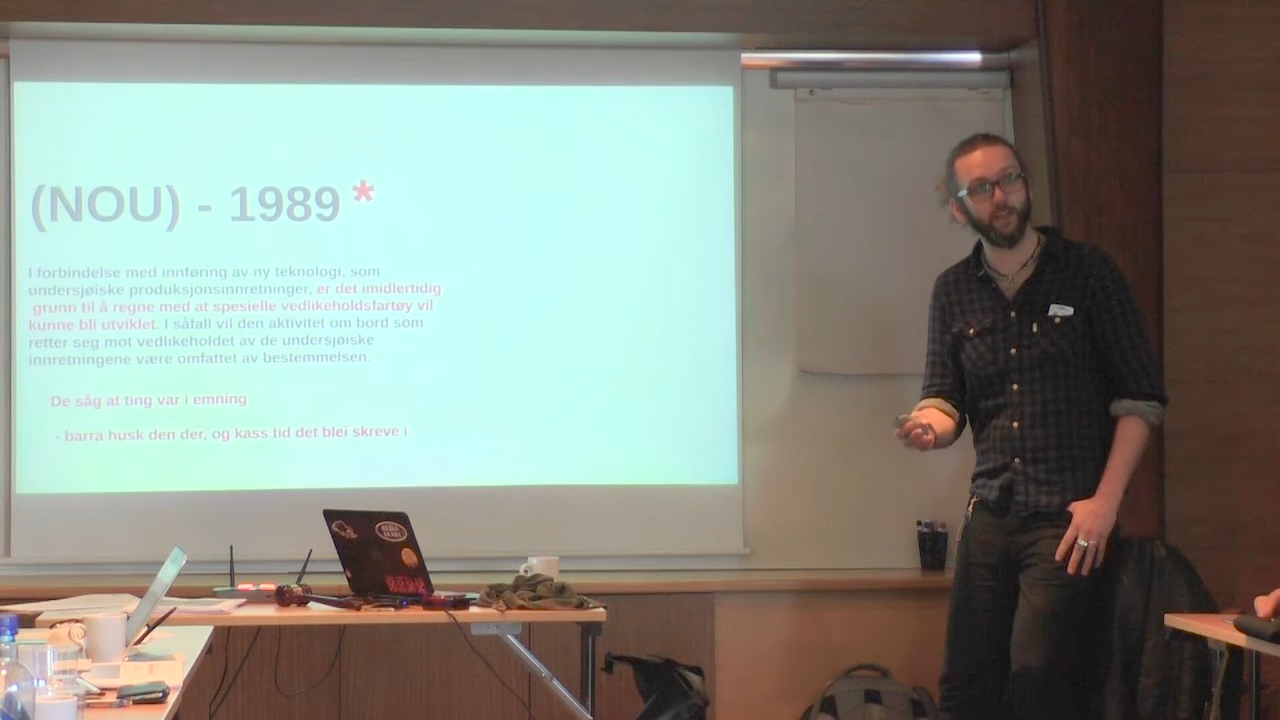 (NOU) - 1989 *
I forbindelse med innføring av ny teknologi, som
undersjøiske produksjonsinnretninger, er det imidlertidig
grunn til å regne med at spesielle vedlikeholdsfartøy vil
kunne bli utviklet. I såfall vil den aktivitet om bord som
retter seg mot vedlikeholdet av de undersjøiske
innretningene være omfattet av bestemmelsen.
De såg at ting var i emning
- barra husk den der, og kass tid det blei skreve i